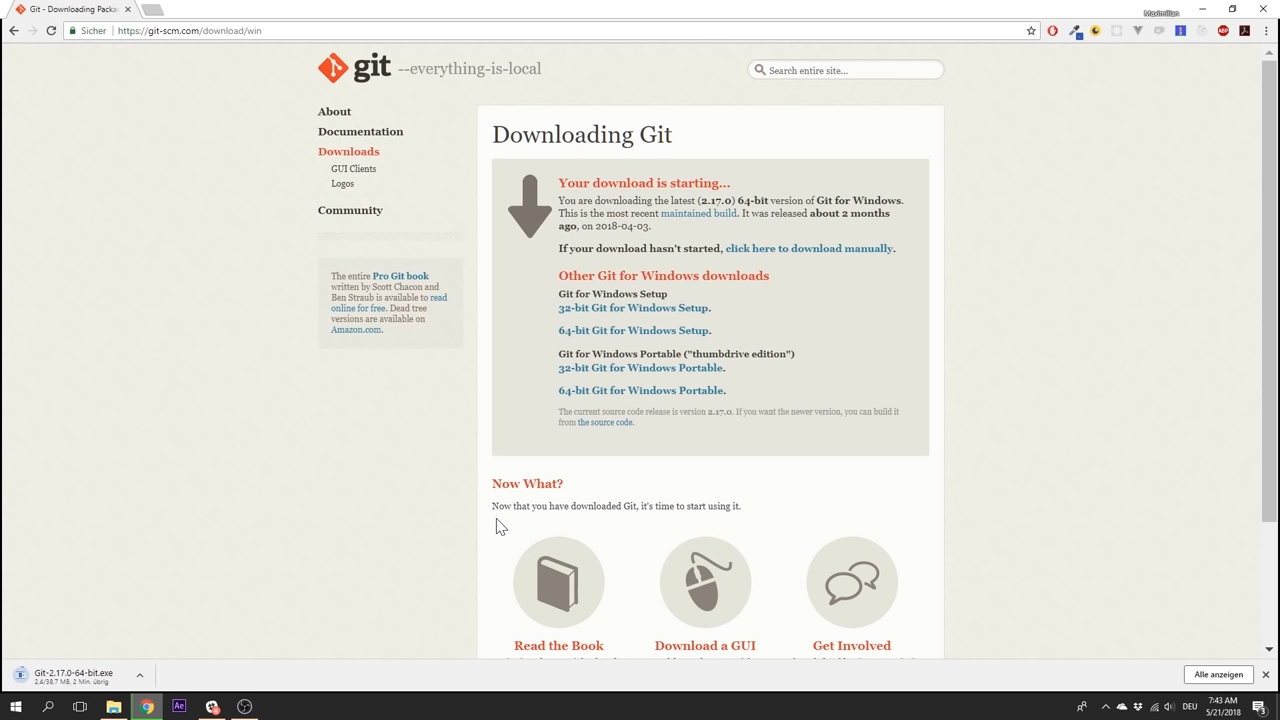 Git - Downloading Packa
Maximilian
Sicher | https://git-scm.com/download/win
git --everything-is-local
Search entire site...
About
Documentation
Downloads
GUI Clients
Logos
Community
The entire Pro Git book
written by Scott Chacon and
Ben Straub is available to read
online for free. Dead tree
versions are available on
Amazon.com.
Downloading Git
Your download is starting...
You are downloading the latest (2.17.0) 64-bit version of Git for Windows.
This is the most recent maintained build. It was released about 2 months
ago, on 2018-04-03.
If your download hasn't started, click here to download manually.
Other Git for Windows downloads
Git for Windows Setup
32-bit Git for Windows Setup.
64-bit Git for Windows Setup.
Git for Windows Portable ("thumbdrive edition")
32-bit Git for Windows Portable.
64-bit Git for Windows Portable.
The current source code release is version 2.17.0. If you want the newer version, you can build it
from the source code.
Now What?
Now that you have downloaded Git, it's time to start using it.
Read the Book
Download a GUI
Get Involved
Git-2.17.0-64-bit.exe
2,4/38,7 MB, 2 Min. übrig
Alle anzeigen
Ae
DEU
7:43 AM
5/21/2018